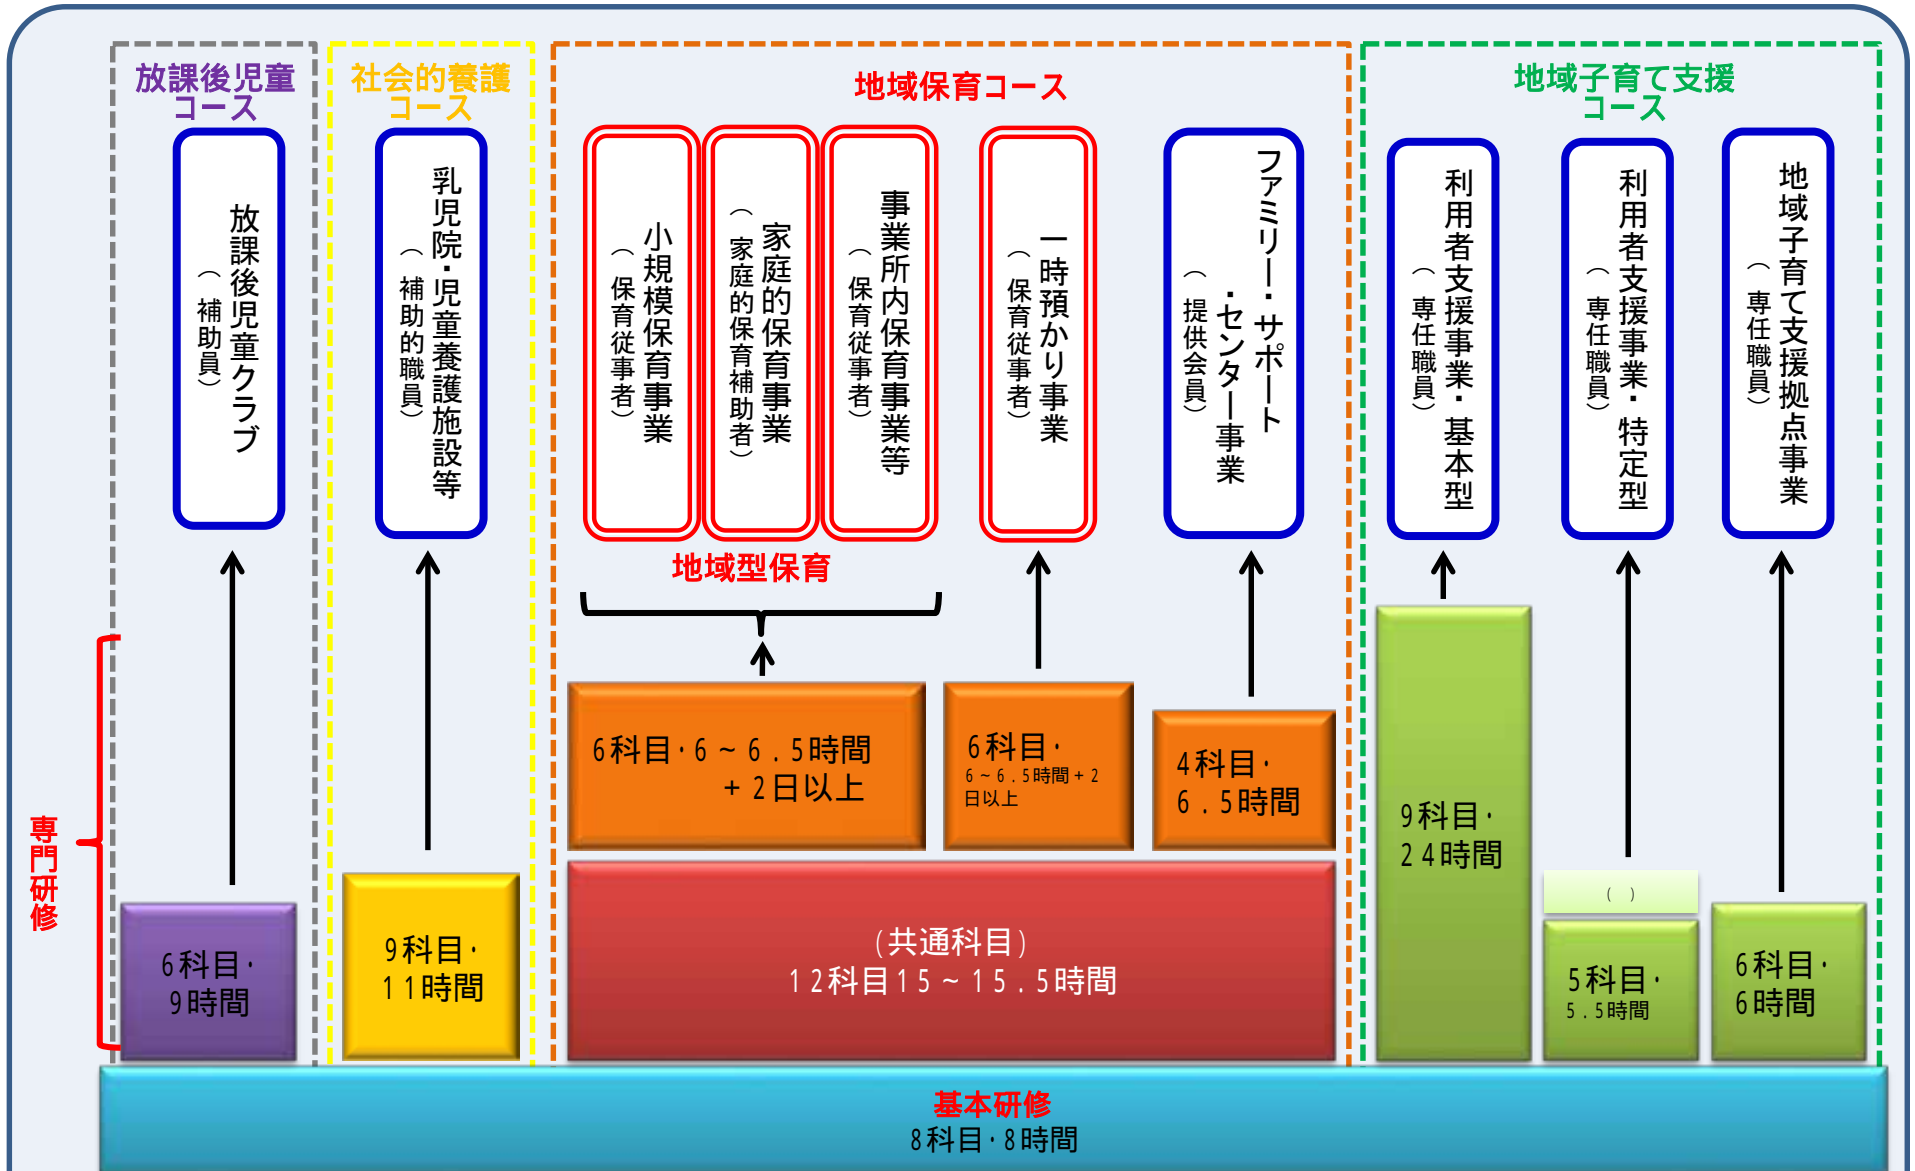 放課後児童
コース
社会的養護
コース
地域保育コース
地域子育て支援
コース
放課後児童クラブ
（補助員）
乳児院・児童養護施設等
（補助的職員）
小規模保育事業
（保育従事者）
家庭的保育事業
（家庭的保育補助者）
事業所内保育事業等
（保育従事者）
一時預かり事業
（保育従事者）
ファミリー・サポート
・センター事業
（提供会員）
利用者支援事業・基本型
（専任職員）
利用者支援事業・特定型
（専任職員）
地域子育て支援拠点事業
（専任職員）
地域型保育
専門研修
6科目・
9時間
9科目・
11時間
6科目・6～6.5時間
+2日以上
6科目・
6～6.5時間+2
日以上
4科目・
6.5時間
(共通科目)
12科目15～15.5時間
9科目・
24時間
( )
5科目・
5.5時間
6科目・
6時間
基本研修
8科目・8時間